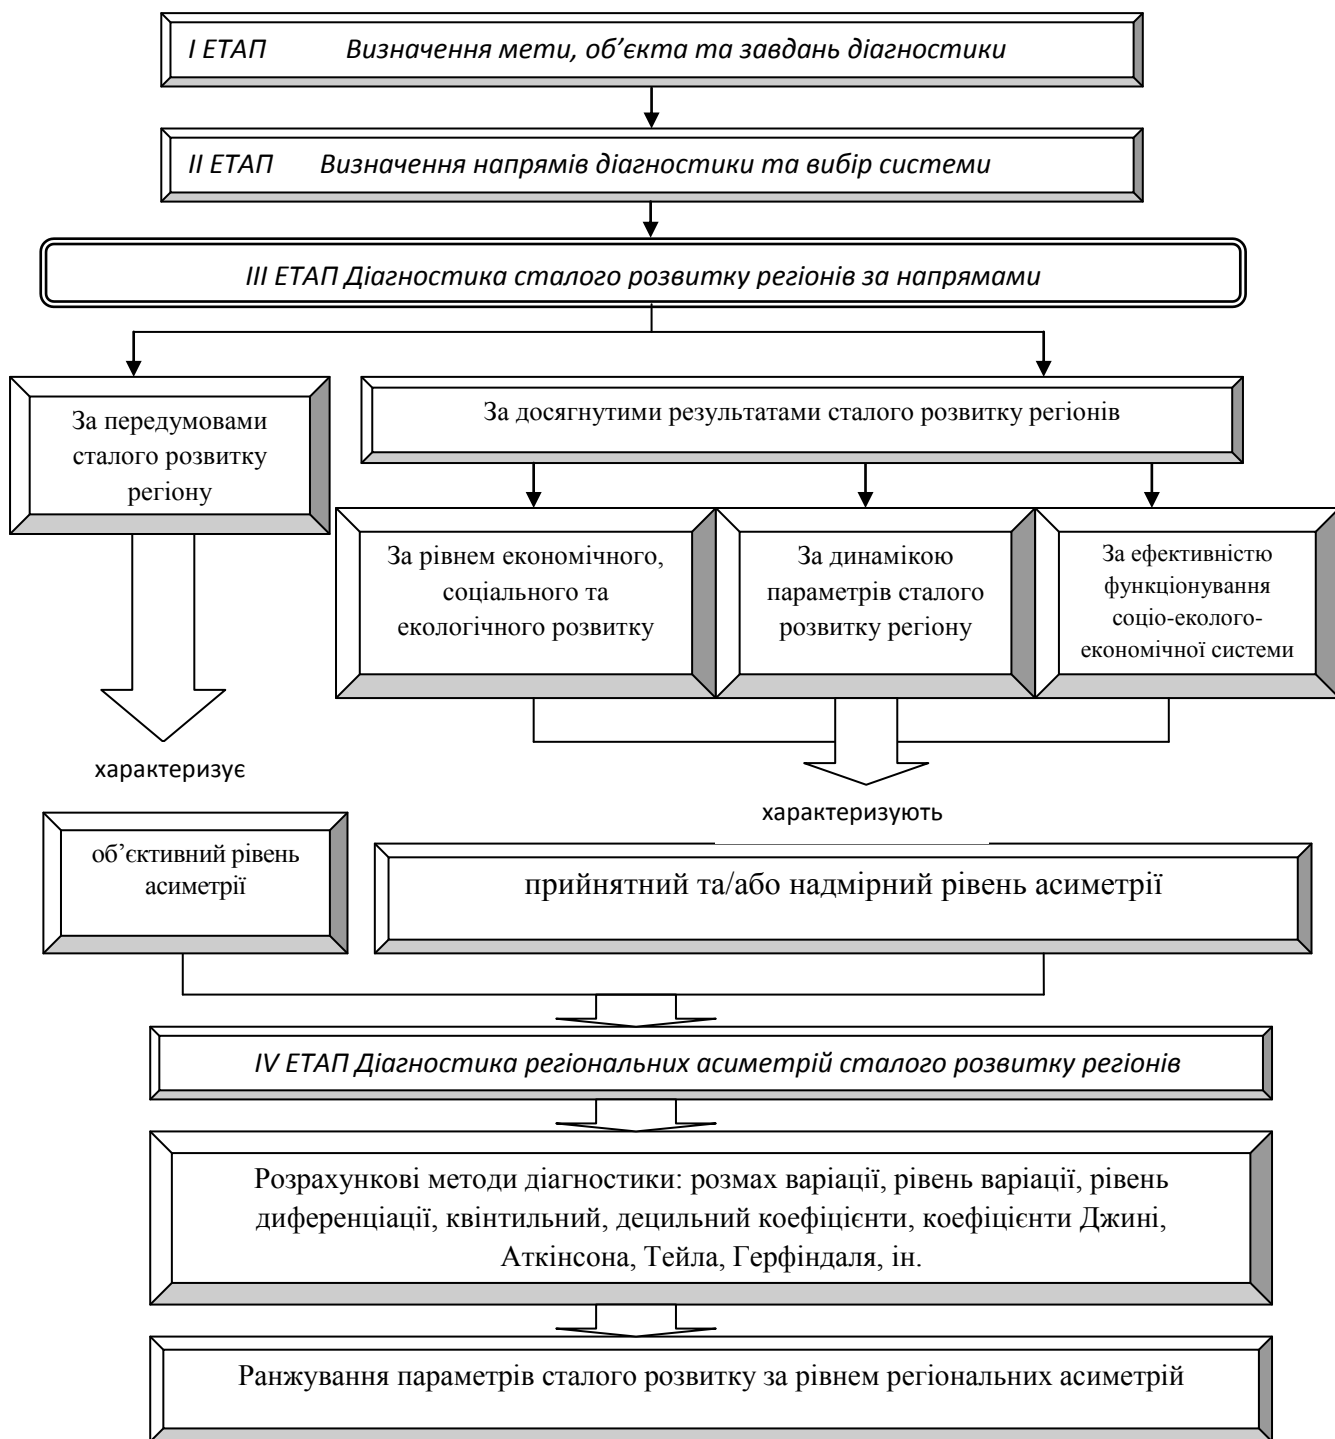 І ЕТАП Визначення мети, об’єкта та завдань діагностики
ІІ ЕТАП Визначення напрямів діагностики та вибір системи
ІІІ ЕТАП Діагностика сталого розвитку регіонів за напрямами
За передумовами
сталого розвитку
регіону
За досягнутими результатами сталого розвитку регіонів
За рівнем економічного,
соціального та
екологічного розвитку
За динамікою
параметрів сталого
розвитку регіону
За ефективністю
функціонування
соціо-еколого-
економічної системи
характеризує
характеризують
об’єктивний рівень
асиметрії
прийнятний та/або надмірний рівень асиметрії
IV ЕТАП Діагностика регіональних асиметрій сталого розвитку регіонів
Розрахункові методи діагностики: розмах варіації, рівень варіації, рівень
диференціації, квінтильний, децильний коефіцієнти, коефіцієнти Джині,
Аткінсона, Тейла, Герфіндаля, ін.
Ранжування параметрів сталого розвитку за рівнем регіональних асиметрій